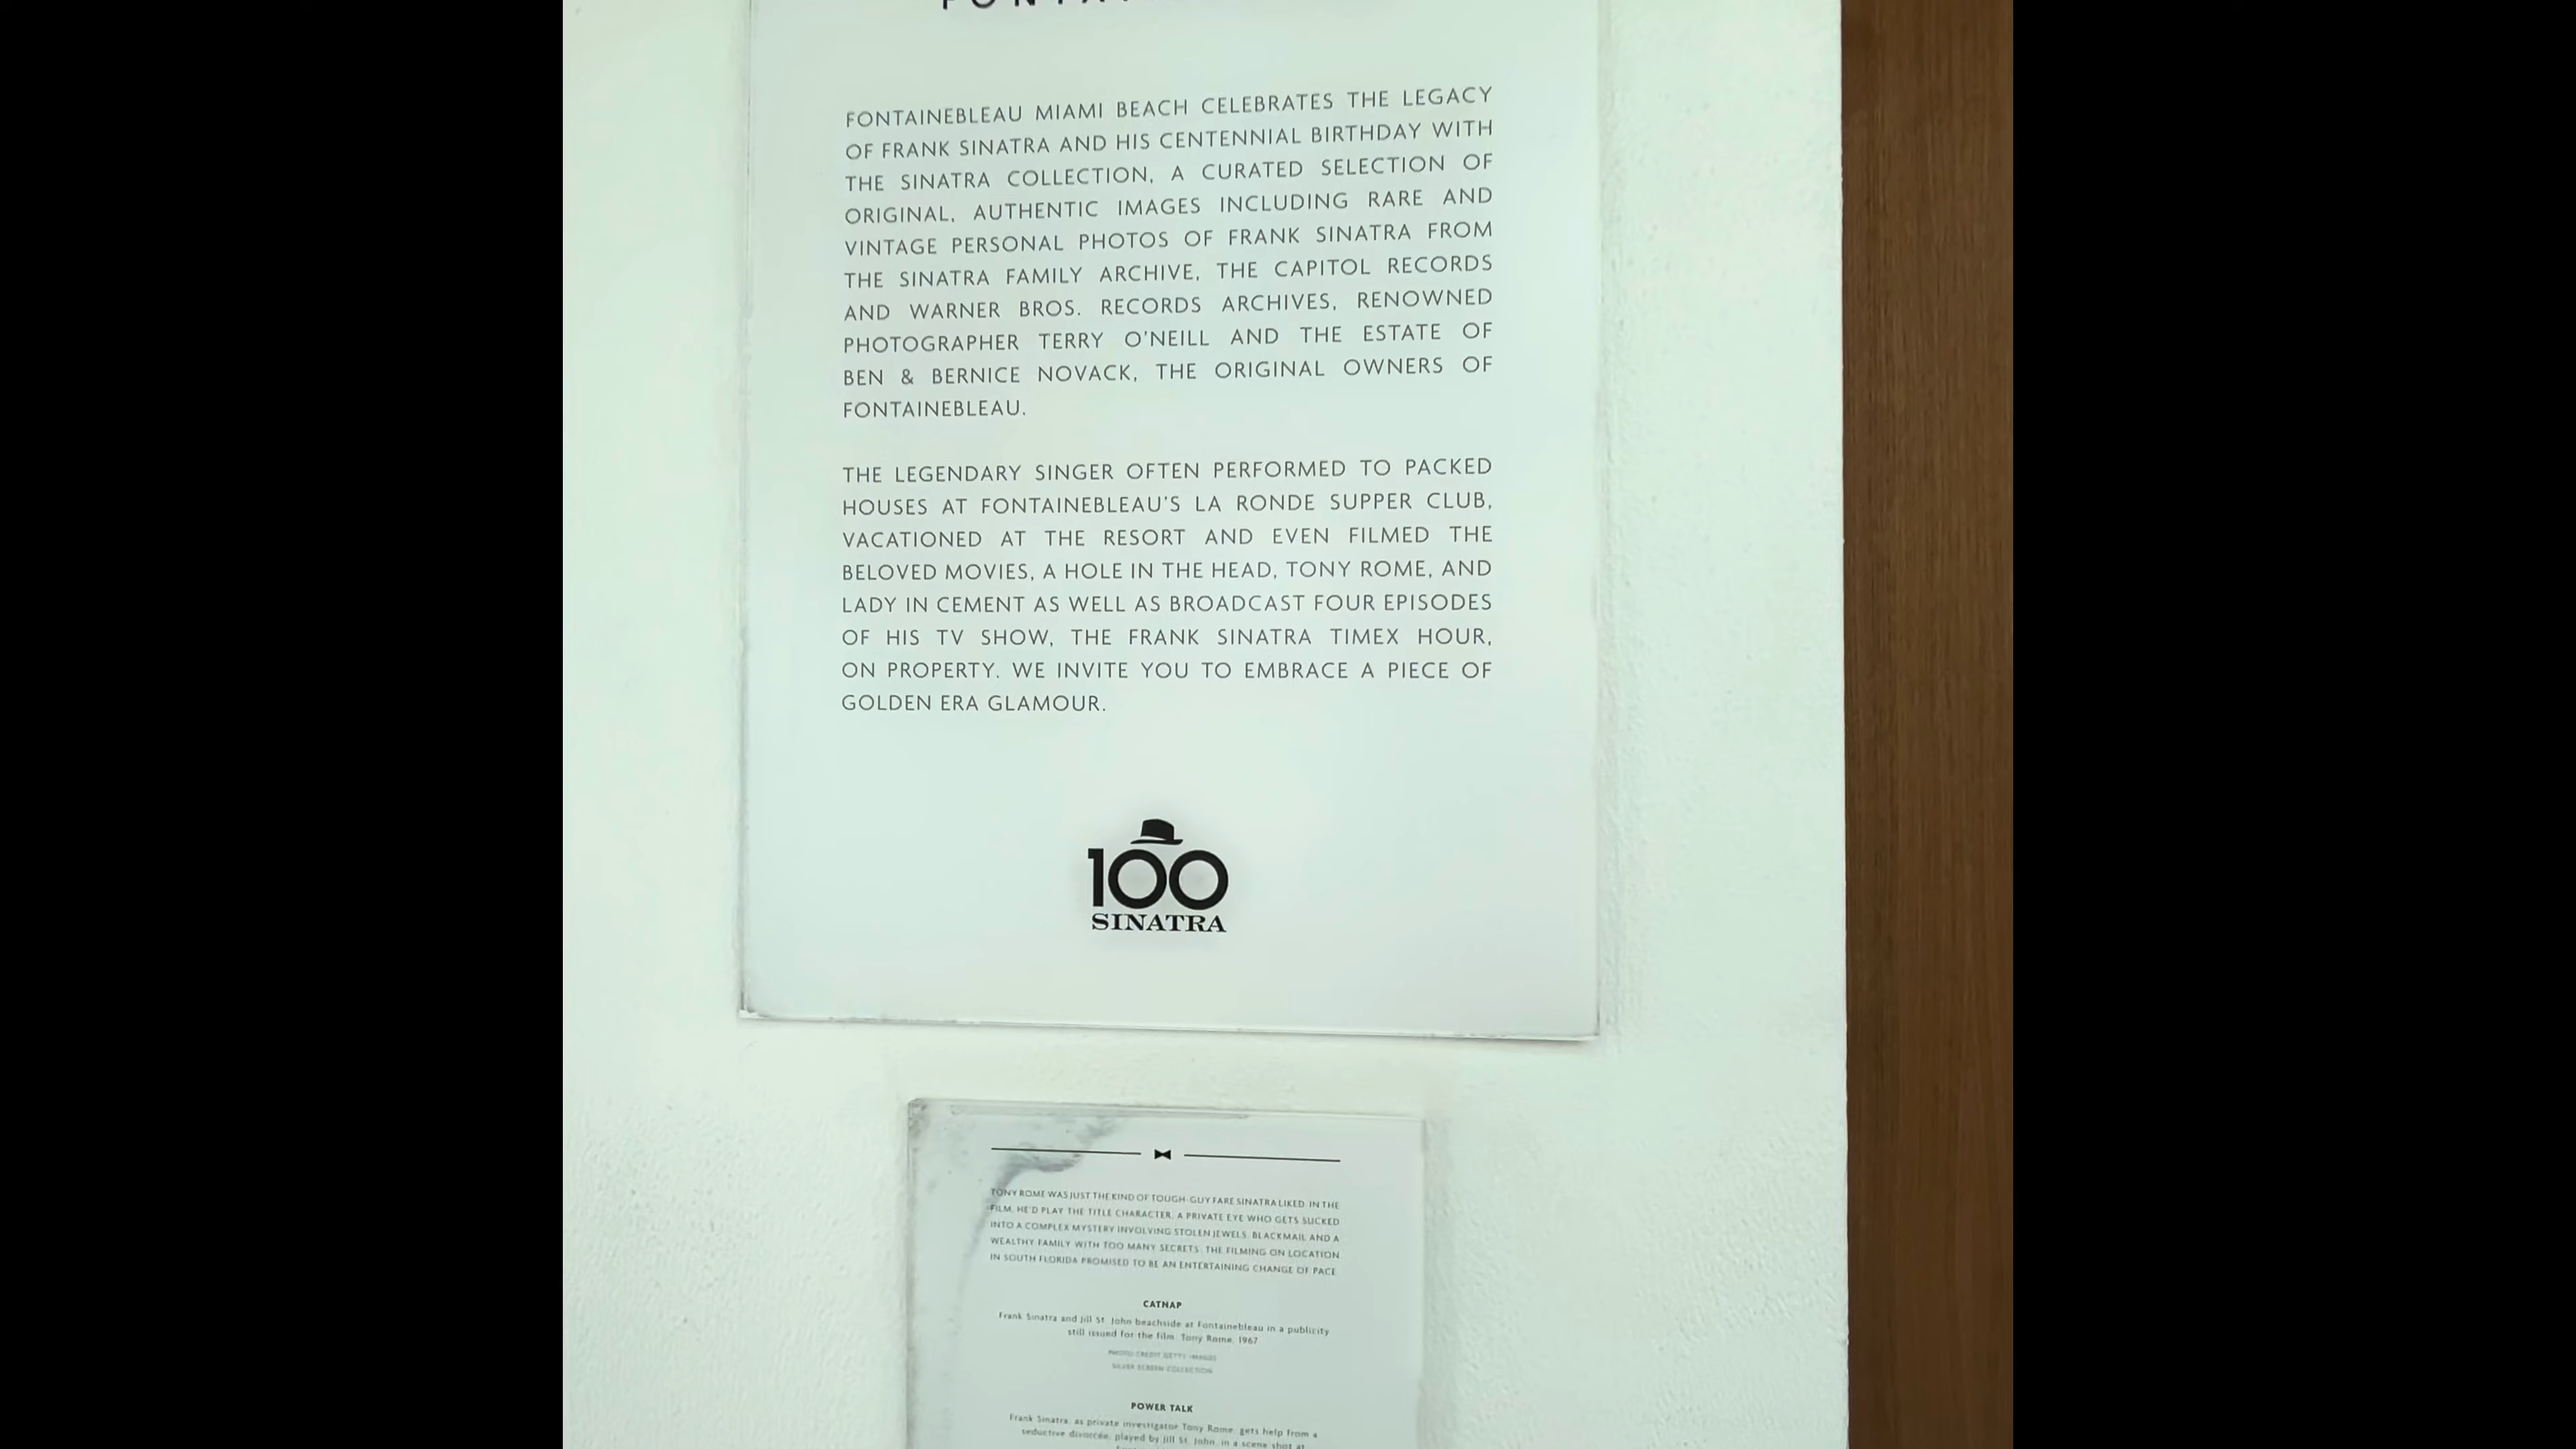 FONTAINEBLEAU MIAMI BEACH CELEBRATES THE LEGACY
OF FRANK SINATRA AND HIS CENTENNIAL BIRTHDAY WITH
THE SINATRA COLLECTION, A CURATED SELECTION OF
ORIGINAL, AUTHENTIC IMAGES INCLUDING RARE AND
VINTAGE PERSONAL PHOTOS OF FRANK SINATRA FROM
THE SINATRA FAMILY ARCHIVE, THE CAPITOL RECORDS
AND WARNER BROS. RECORDS ARCHIVES, RENOWNED
PHOTOGRAPHER TERRY O'NEILL AND THE ESTATE OF
BEN & BERNICE NOVACK, THE ORIGINAL OWNERS OF
FONTAINEBLEAU.
THE LEGENDARY SINGER OFTEN PERFORMED TO PACKED
HOUSES AT FONTAINEBLEAU'S LA RONDE SUPPER CLUB,
VACATIONED AT THE RESORT AND EVEN FILMED THE
BELOVED MOVIES, A HOLE IN THE HEAD, TONY ROME, AND
LADY IN CEMENT AS WELL AS BROADCAST FOUR EPISODES
OF HIS TV SHOW, THE FRANK SINATRA TIMEX HOUR,
ON PROPERTY. WE INVITE YOU TO EMBRACE A PIECE OF
GOLDEN ERA GLAMOUR.
100
SINATRA
TONY ROME WAS JUST THE KIND OF TOUGH-GUY FARE SINATRA LIKED. IN THE
FILM, HE'D PLAY THE TITLE CHARACTER, A PRIVATE EYE WHO GETS SUCKED
INTO A COMPLEX MYSTERY INVOLVING STOLEN JEWELS, BLACKMAIL AND A
WEALTHY FAMILY WITH TOO MANY SECRETS. THE FILMING ON LOCATION
IN SOUTH FLORIDA PROMISED TO BE AN ENTERTAINING CHANGE OF PACE.
CATNAP
Frank Sinatra and Jill St. John beachside at Fontainebleau in a publicity
still issued for the film, Tony Rome, 1967
PHOTO CREDIT GETTY IMAGES
SILVER SCREEN COLLECTION
POWER TALK
Frank Sinatra, as private investigator Tony Rome, gets help from a
seductive divorcée, played by Jill St. John, in a scene shot at